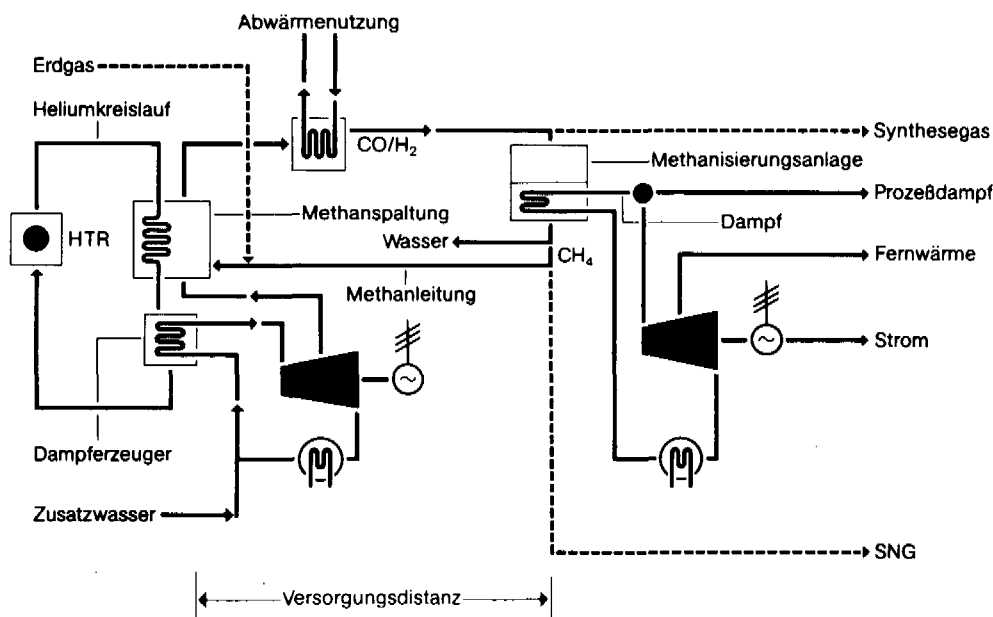 Abwärmenutzung
Erdgas
Heliumkreislauf
CO/H₂
Synthesegas
Methanisierungsanlage
Prozeßdampf
Methanspaltung
Dampf
HTR
Wasser
CH₄
Fernwärme
Methanleitung
Strom
~
~
Dampferzeuger
Zusatzwasser
SNG
Versorgungsdistanz